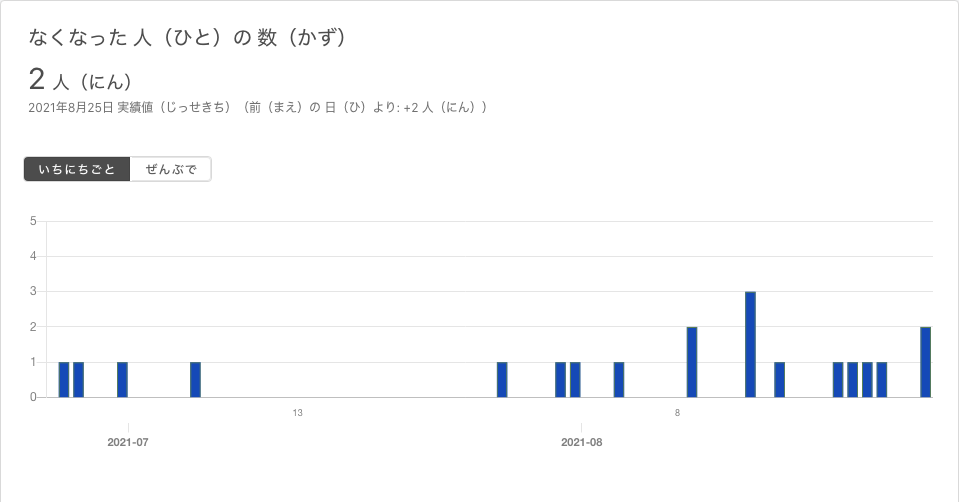 なくなった 人（ひと）の 数（かず）
2 人（にん）
2021年8月25日 実績値（じっせきち）（前（まえ）の 日（ひ）より: +2 人（にん））
いちにちごと ぜんぶで
5
4
3
2
1
0
13 8
2021-07 2021-08